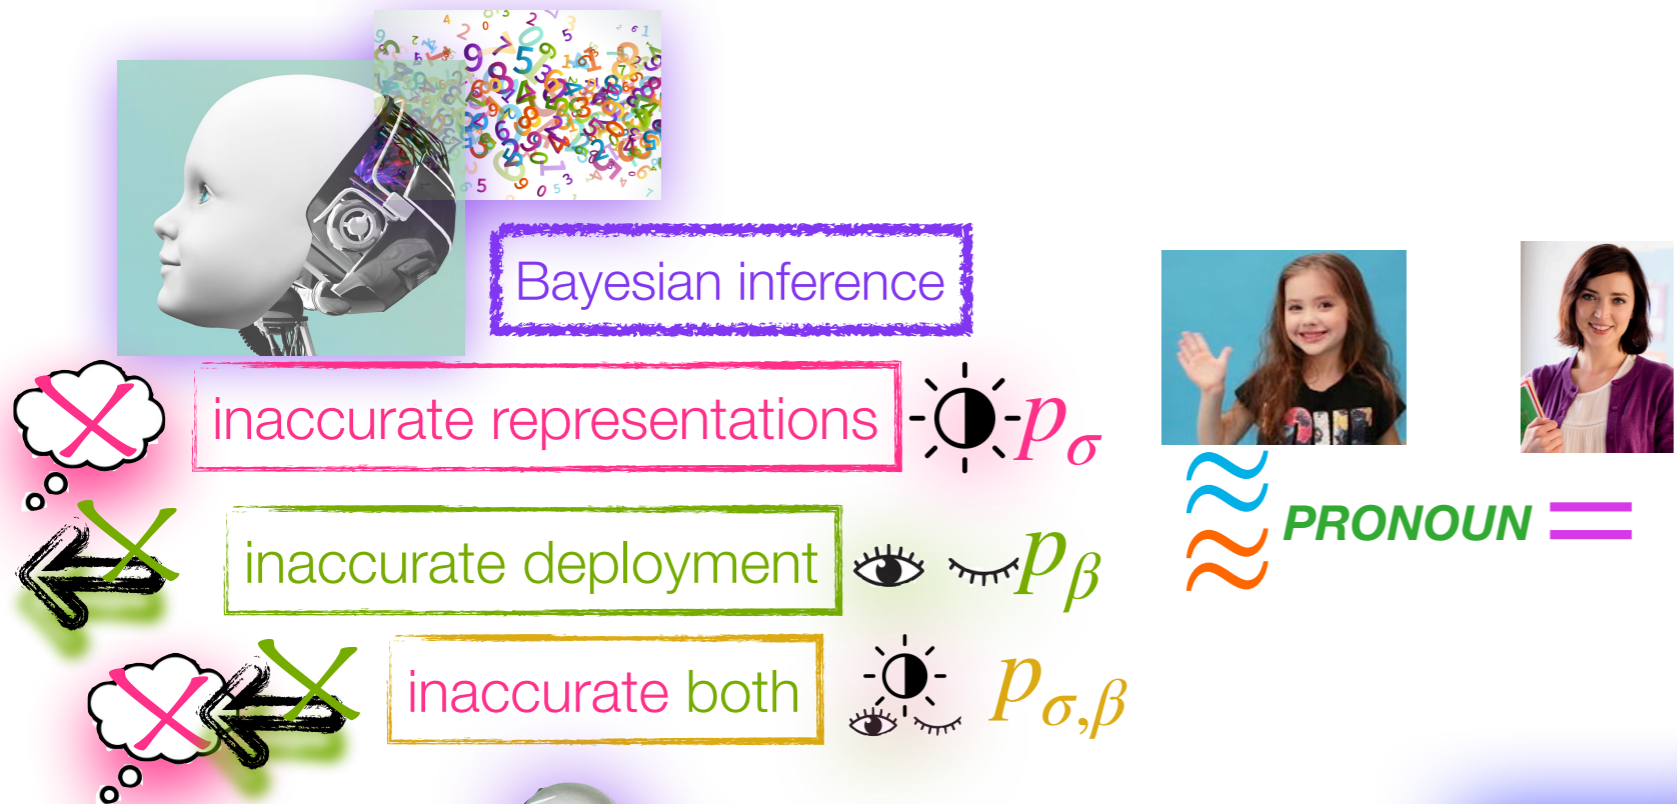 Bayesian inference
inaccurate representations pσ
inaccurate deployment pβ
inaccurate both pσ,β
≈
≈ PRONOUN =